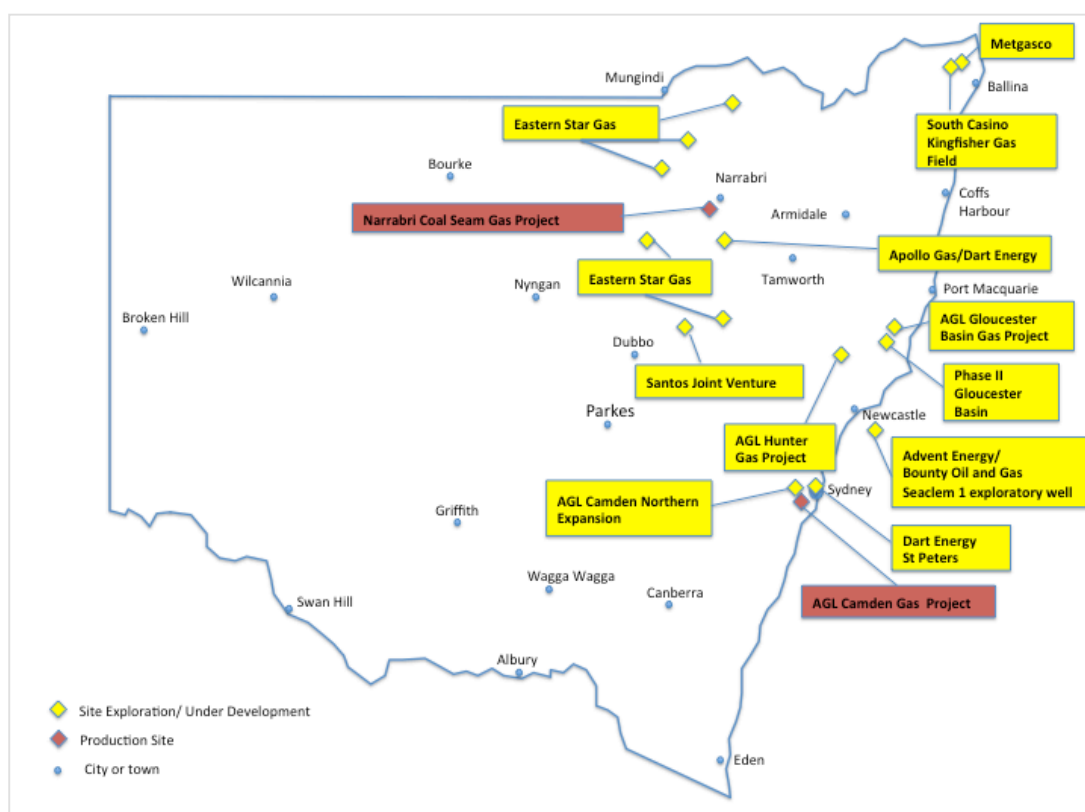 Metgasco
Mungindi
Ballina
Eastern Star Gas
South Casino
Kingfisher Gas
Field
Bourke
Narrabri
Coffs
Harbour
Narrabri Coal Seam Gas Project
Armidale
Apollo Gas/Dart Energy
Eastern Star Gas
Tamworth
Wilcannia
Nyngan
Port Macquarie
Broken Hill
AGL Gloucester
Basin Gas Project
Dubbo
Santos Joint Venture
Phase II
Gloucester
Basin
Parkes
Newcastle
AGL Hunter
Gas Project
Advent Energy/
Bounty Oil and Gas
Seaclem 1 exploratory well
AGL Camden Northern
Expansion
Sydney
Griffith
Dart Energy
St Peters
Wagga Wagga
Canberra
AGL Camden Gas  Project
Swan Hill
Albury
Site Exploration/ Under Development
Production Site
City or town
Eden